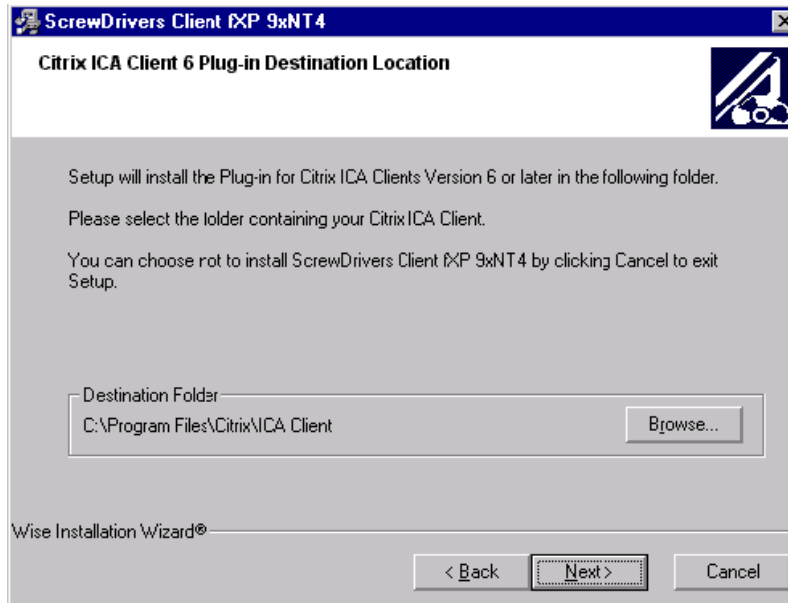 ScrewDrivers Client fXP 9xNT4
Citrix ICA Client 6 Plug-in Destination Location
Setup will install the Plug-in for Citrix ICA Clients Version 6 or later in the following folder.
Please select the folder containing your Citrix ICA Client.
You can choose not to install ScrewDrivers Client fXP 9xNT4 by clicking Cancel to exit
Setup.
Destination Folder
C:\Program Files\Citrix\ICA Client
Browse...
Wise Installation Wizard®
< Back
Next >
Cancel